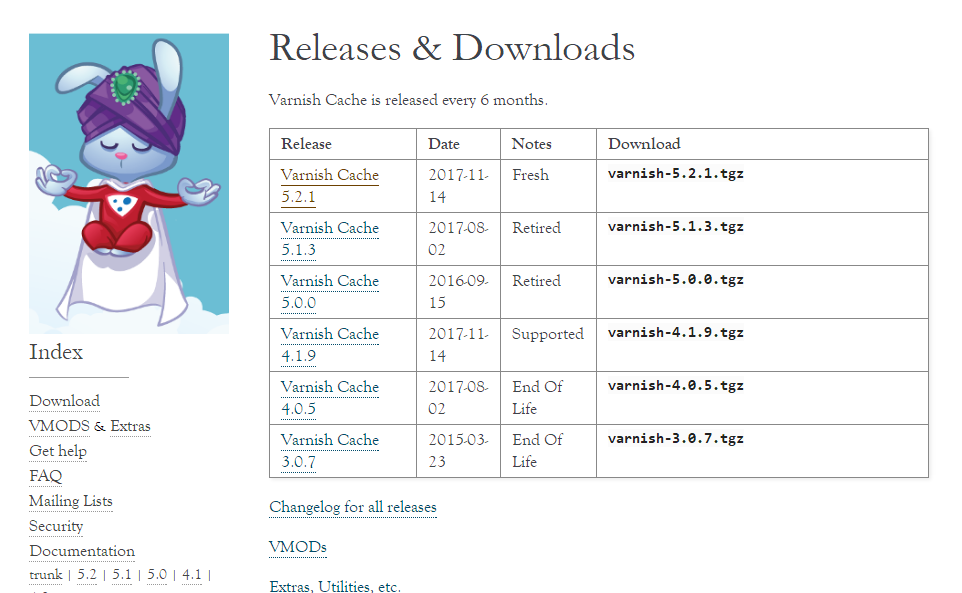 Releases & Downloads
Varnish Cache is released every 6 months.
Release Date Notes Download
Varnish Cache 5.2.1 2017-11-14 Fresh varnish-5.2.1.tgz
Varnish Cache 5.1.3 2017-08-02 Retired varnish-5.1.3.tgz
Varnish Cache 5.0.0 2016-09-15 Retired varnish-5.0.0.tgz
Varnish Cache 4.1.9 2017-11-14 Supported varnish-4.1.9.tgz
Varnish Cache 4.0.5 2017-08-02 End Of Life varnish-4.0.5.tgz
Varnish Cache 3.0.7 2015-03-23 End Of Life varnish-3.0.7.tgz
Changelog for all releases
VMODs
Extras, Utilities, etc.
Index
Download
VMODS & Extras
Get help
FAQ
Mailing Lists
Security
Documentation
trunk | 5.2 | 5.1 | 5.0 | 4.1 |